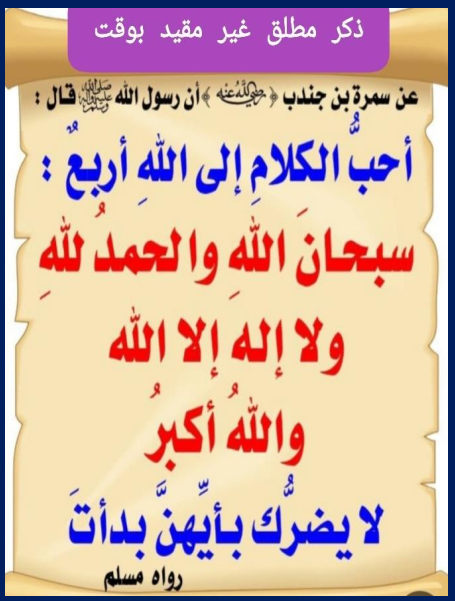 ذكر مطلق غير مقيد بوقت
عن سمرة بن جندب ﴿رضي الله عنه﴾ أن رسول الله ﷺ قال :
أحبُّ الكلامِ إلى اللهِ أربعٌ :
سبحانَ اللهِ والحمدُ للهِ
ولا إله إلا الله
واللهُ أكبرُ
لا يضرُّك بأيِّهنَّ بدأتَ
رواه مسلم